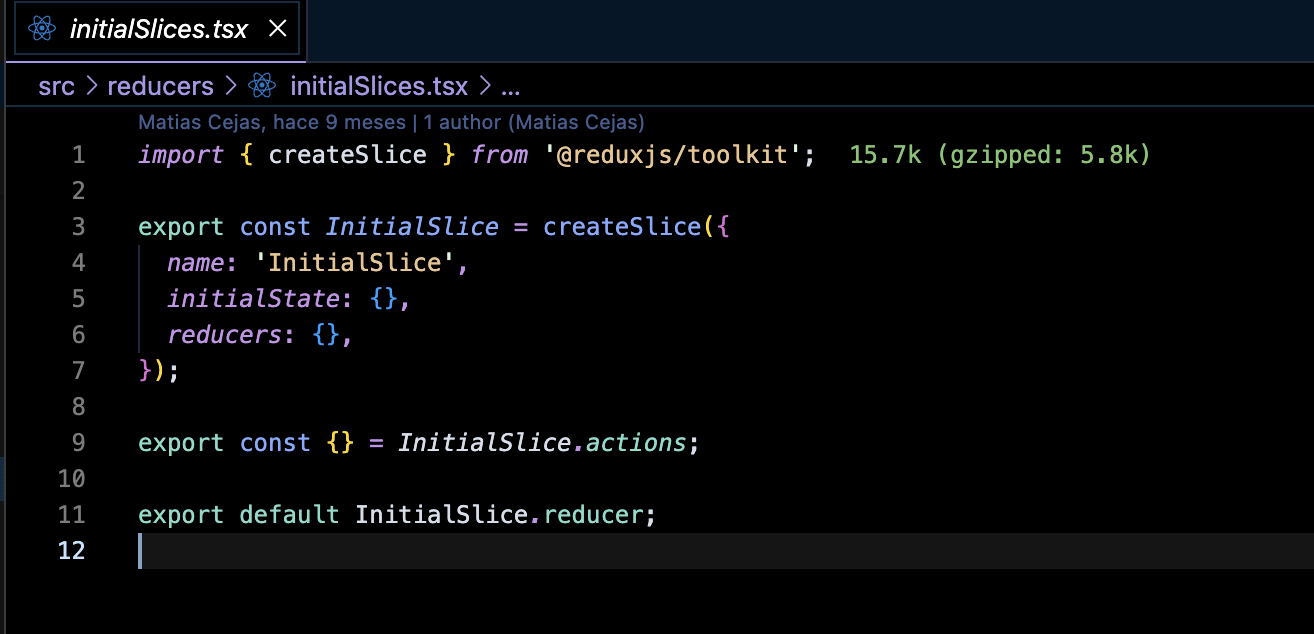 initialSlices.tsx
src > reducers > initialSlices.tsx > ...
Matias Cejas, hace 9 meses | 1 author (Matias Cejas)
1 import { createSlice } from '@reduxjs/toolkit'; 15.7k (gzipped: 5.8k)
2
3 export const InitialSlice = createSlice({
4 name: 'InitialSlice',
5 initialState: {},
6 reducers: {},
7 });
8
9 export const {} = InitialSlice.actions;
10
11 export default InitialSlice.reducer;
12